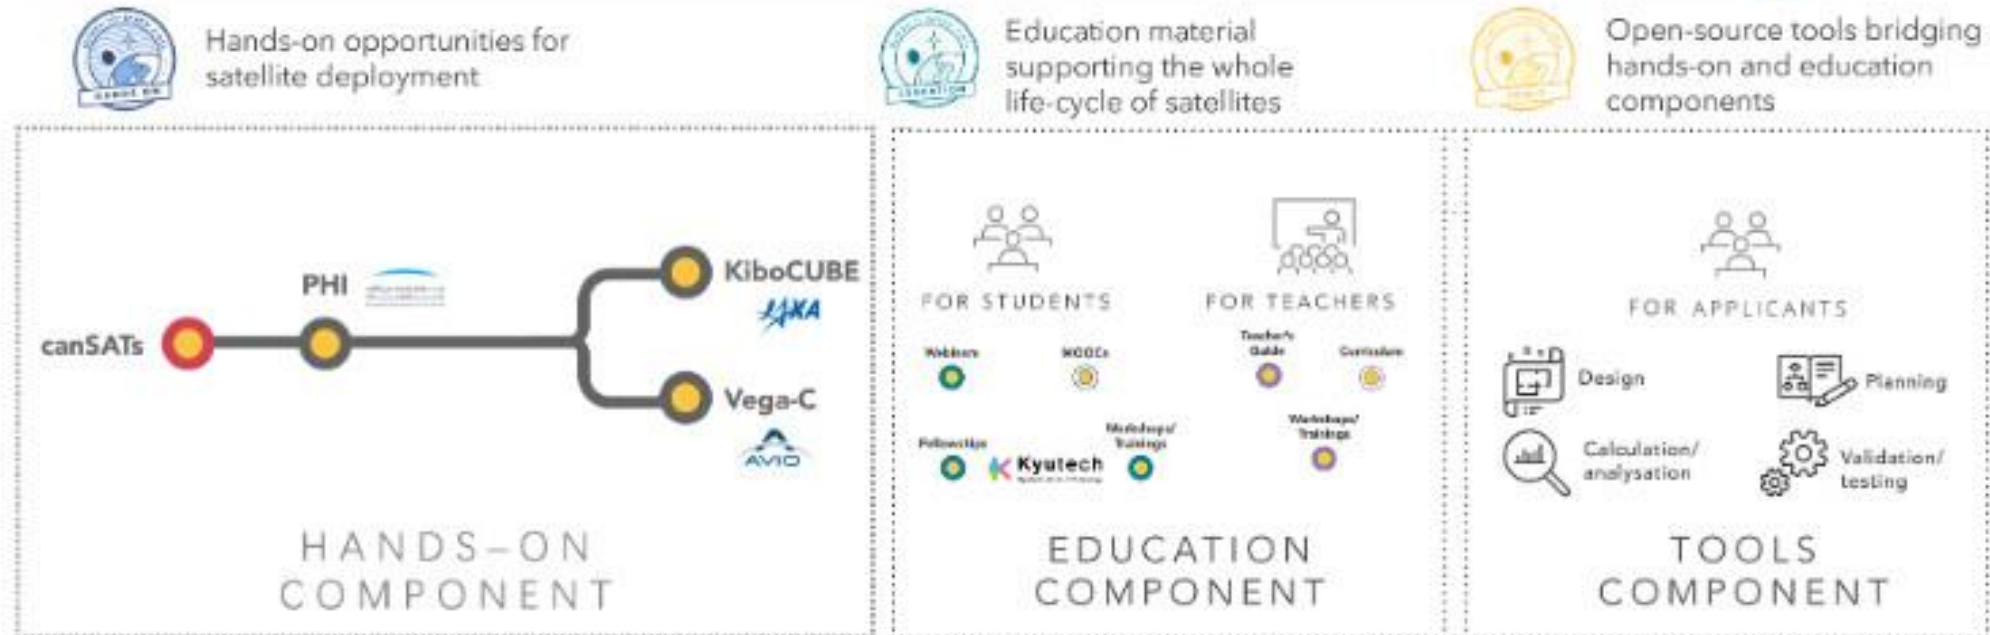 Hands-on opportunities for
satellite deployment
HANDS ON
Education material
supporting the whole
life-cycle of satellites
EDUCATION
Open-source tools bridging
hands-on and education
components
canSATs
PHI
KiboCUBE
JAXA
Vega-C
AVIO
HANDS-ON
COMPONENT
FOR STUDENTS
Webinars
MOOCs
Fellowships
Kyutech
Workshops/
Trainings
FOR TEACHERS
Teacher's
Guide
Curriculum
Workshops/
Trainings
EDUCATION
COMPONENT
FOR APPLICANTS
Design
Planning
Calculation/
analysation
Validation/
testing
TOOLS
COMPONENT